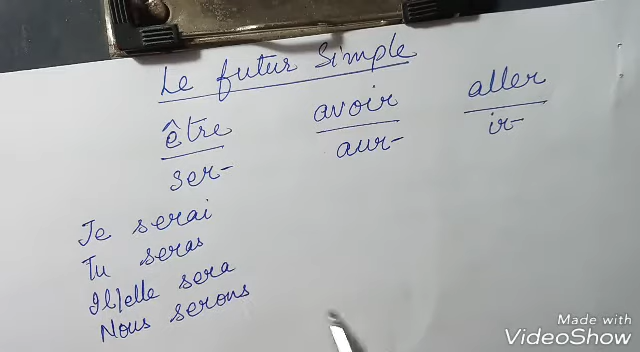 Le futur simple
être avoir aller
ser- aur- ir-
Je serai
Tu seras
Il/elle sera
Nous serons
Made with
VideoShow